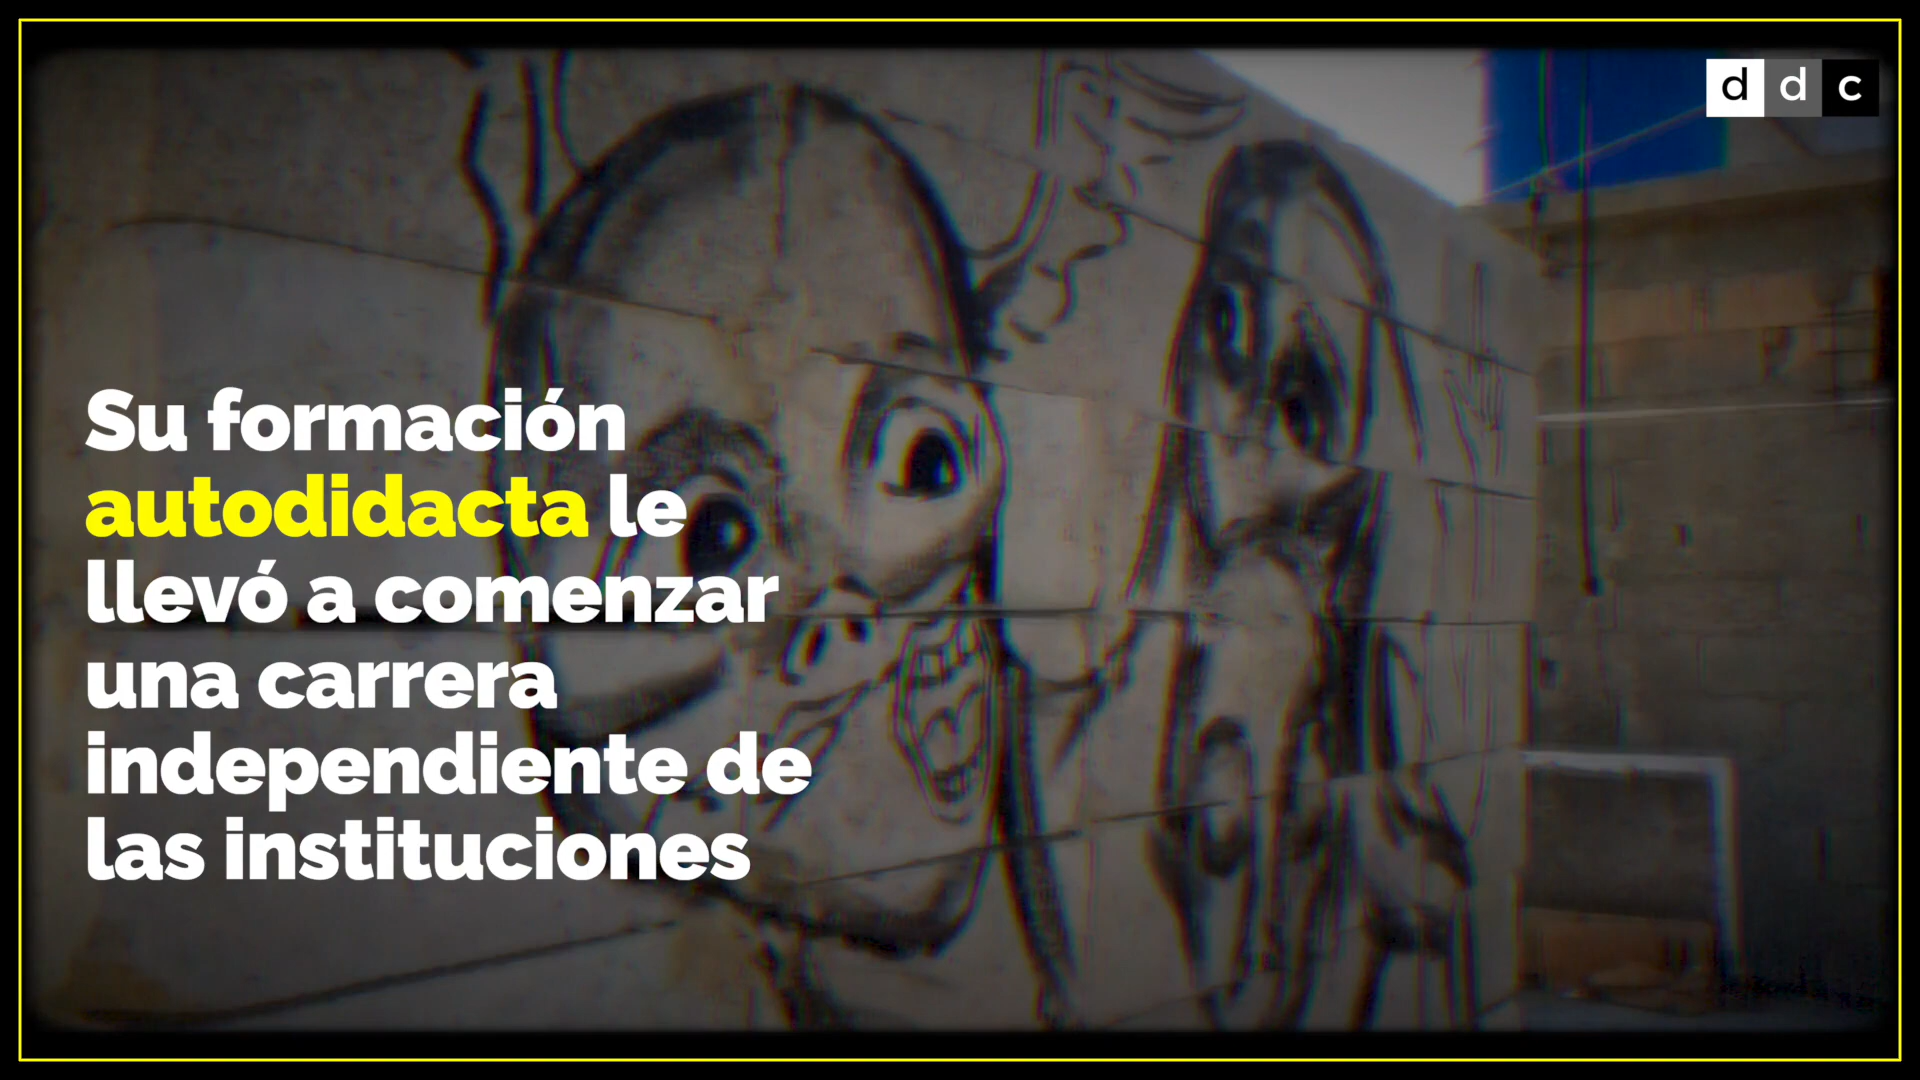 ddc
Su formación
autodidacta le
llevó a comenzar
una carrera
independiente de
las instituciones